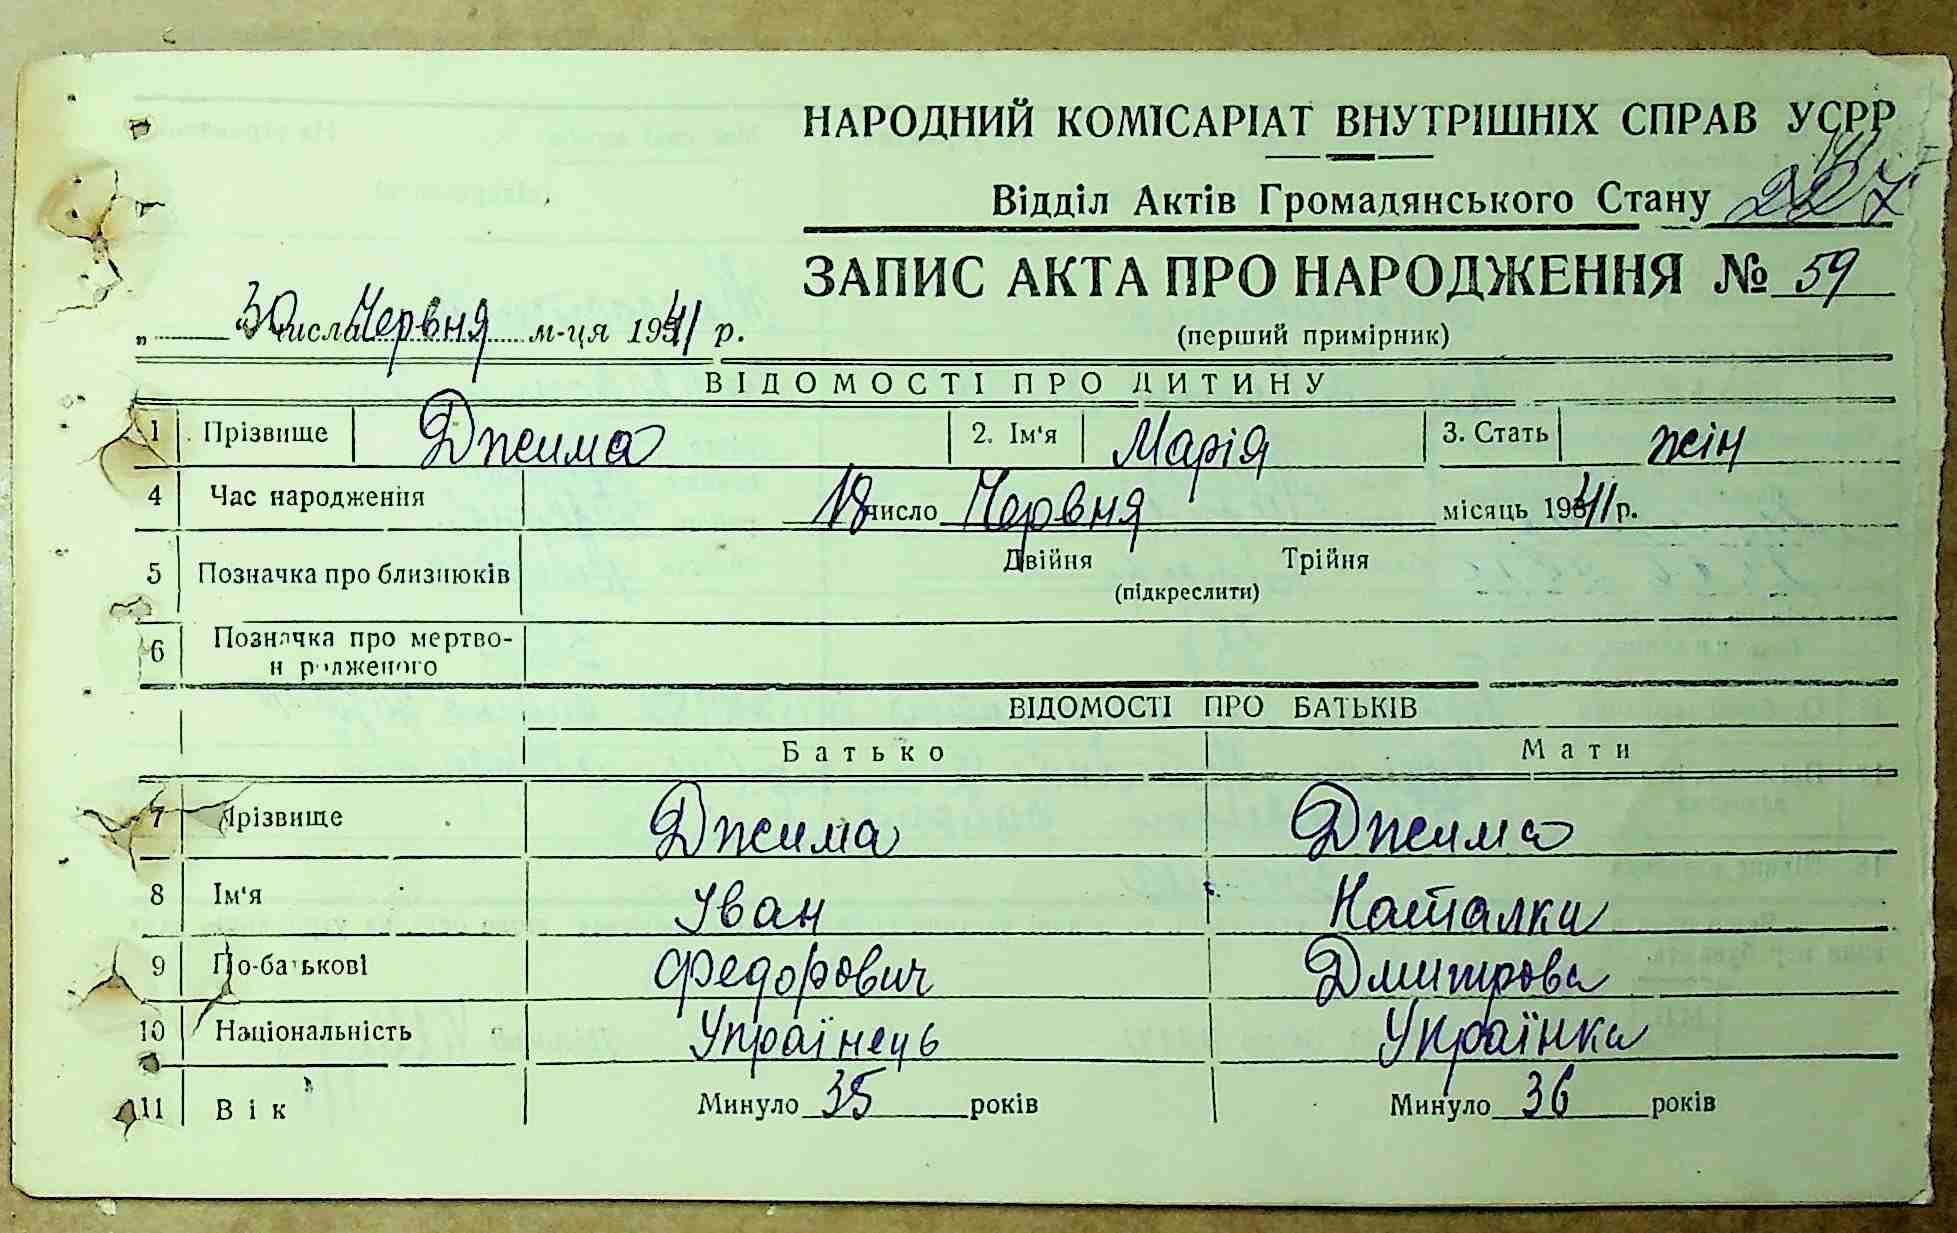 НАРОДНИЙ КОМІСАРІАТ ВНУТРІШНІХ СПРАВ УСРР
Відділ Актів Громадянського Стану 227
ЗАПИС АКТА ПРО НАРОДЖЕННЯ № 59
(перший примірник)
„ 30 числа Червня м-ця 1941 р.
ВІДОМОСТІ ПРО ДИТИНУ
1 Прізвище Джима 2. Ім'я Марія 3. Стать жін
4 Час народження 18 число Червня місяць 1941 р.
5 Позначка про близнюків Двійня Трійня
(підкреслити)
6 Позначка про мертво-
н родженого
ВІДОМОСТІ ПРО БАТЬКІВ
Батько Мати
7 Прізвище Джима Джима
8 Ім'я Іван Наталка
9 По-батькові Федорович Дмитрова
10 Національність Українець Українка
11 Вік Минуло 35 років Минуло 36 років